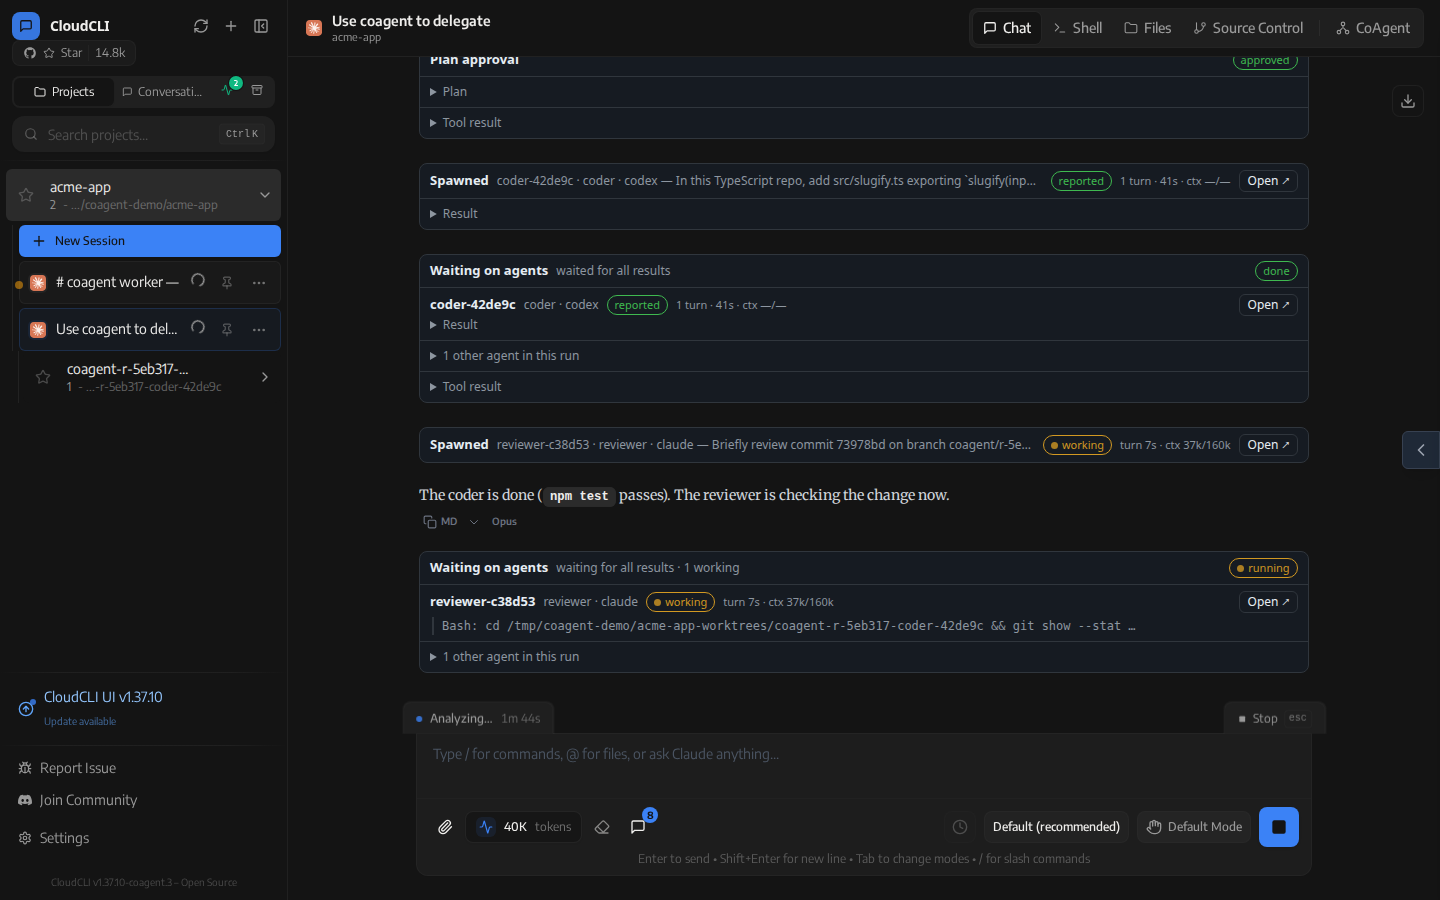 CloudCLI
Star 14.8k
Projects
Conversati...
2
Search projects...
Ctrl K
acme-app
2 - .../coagent-demo/acme-app
New Session
# coagent worker —
Use coagent to del...
coagent-r-5eb317-...
1 - ...-r-5eb317-coder-42de9c
CloudCLI UI v1.37.10
Update available
Report Issue
Join Community
Settings
CloudCLI v1.37.10-coagent.3 – Open Source
Use coagent to delegate
acme-app
Chat
Shell
Files
Source Control
CoAgent
Plan approval approved
Plan
Tool result
Spawned coder-42de9c · coder · codex — In this TypeScript repo, add src/slugify.ts exporting `slugify(inp... reported 1 turn · 41s · ctx —/— Open ↗
Result
Waiting on agents waited for all results done
coder-42de9c coder · codex reported 1 turn · 41s · ctx —/— Open ↗
Result
1 other agent in this run
Tool result
Spawned reviewer-c38d53 · reviewer · claude — Briefly review commit 73978bd on branch coagent/r-5e... working turn 7s · ctx 37k/160k Open ↗
The coder is done ( npm test passes). The reviewer is checking the change now.
MD Opus
Waiting on agents waiting for all results · 1 working running
reviewer-c38d53 reviewer · claude working turn 7s · ctx 37k/160k Open ↗
Bash: cd /tmp/coagent-demo/acme-app-worktrees/coagent-r-5eb317-coder-42de9c && git show --stat …
1 other agent in this run
Analyzing... 1m 44s
Stop esc
Type / for commands, @ for files, or ask Claude anything...
40K tokens
8
Default (recommended)
Default Mode
Enter to send • Shift+Enter for new line • Tab to change modes • / for slash commands